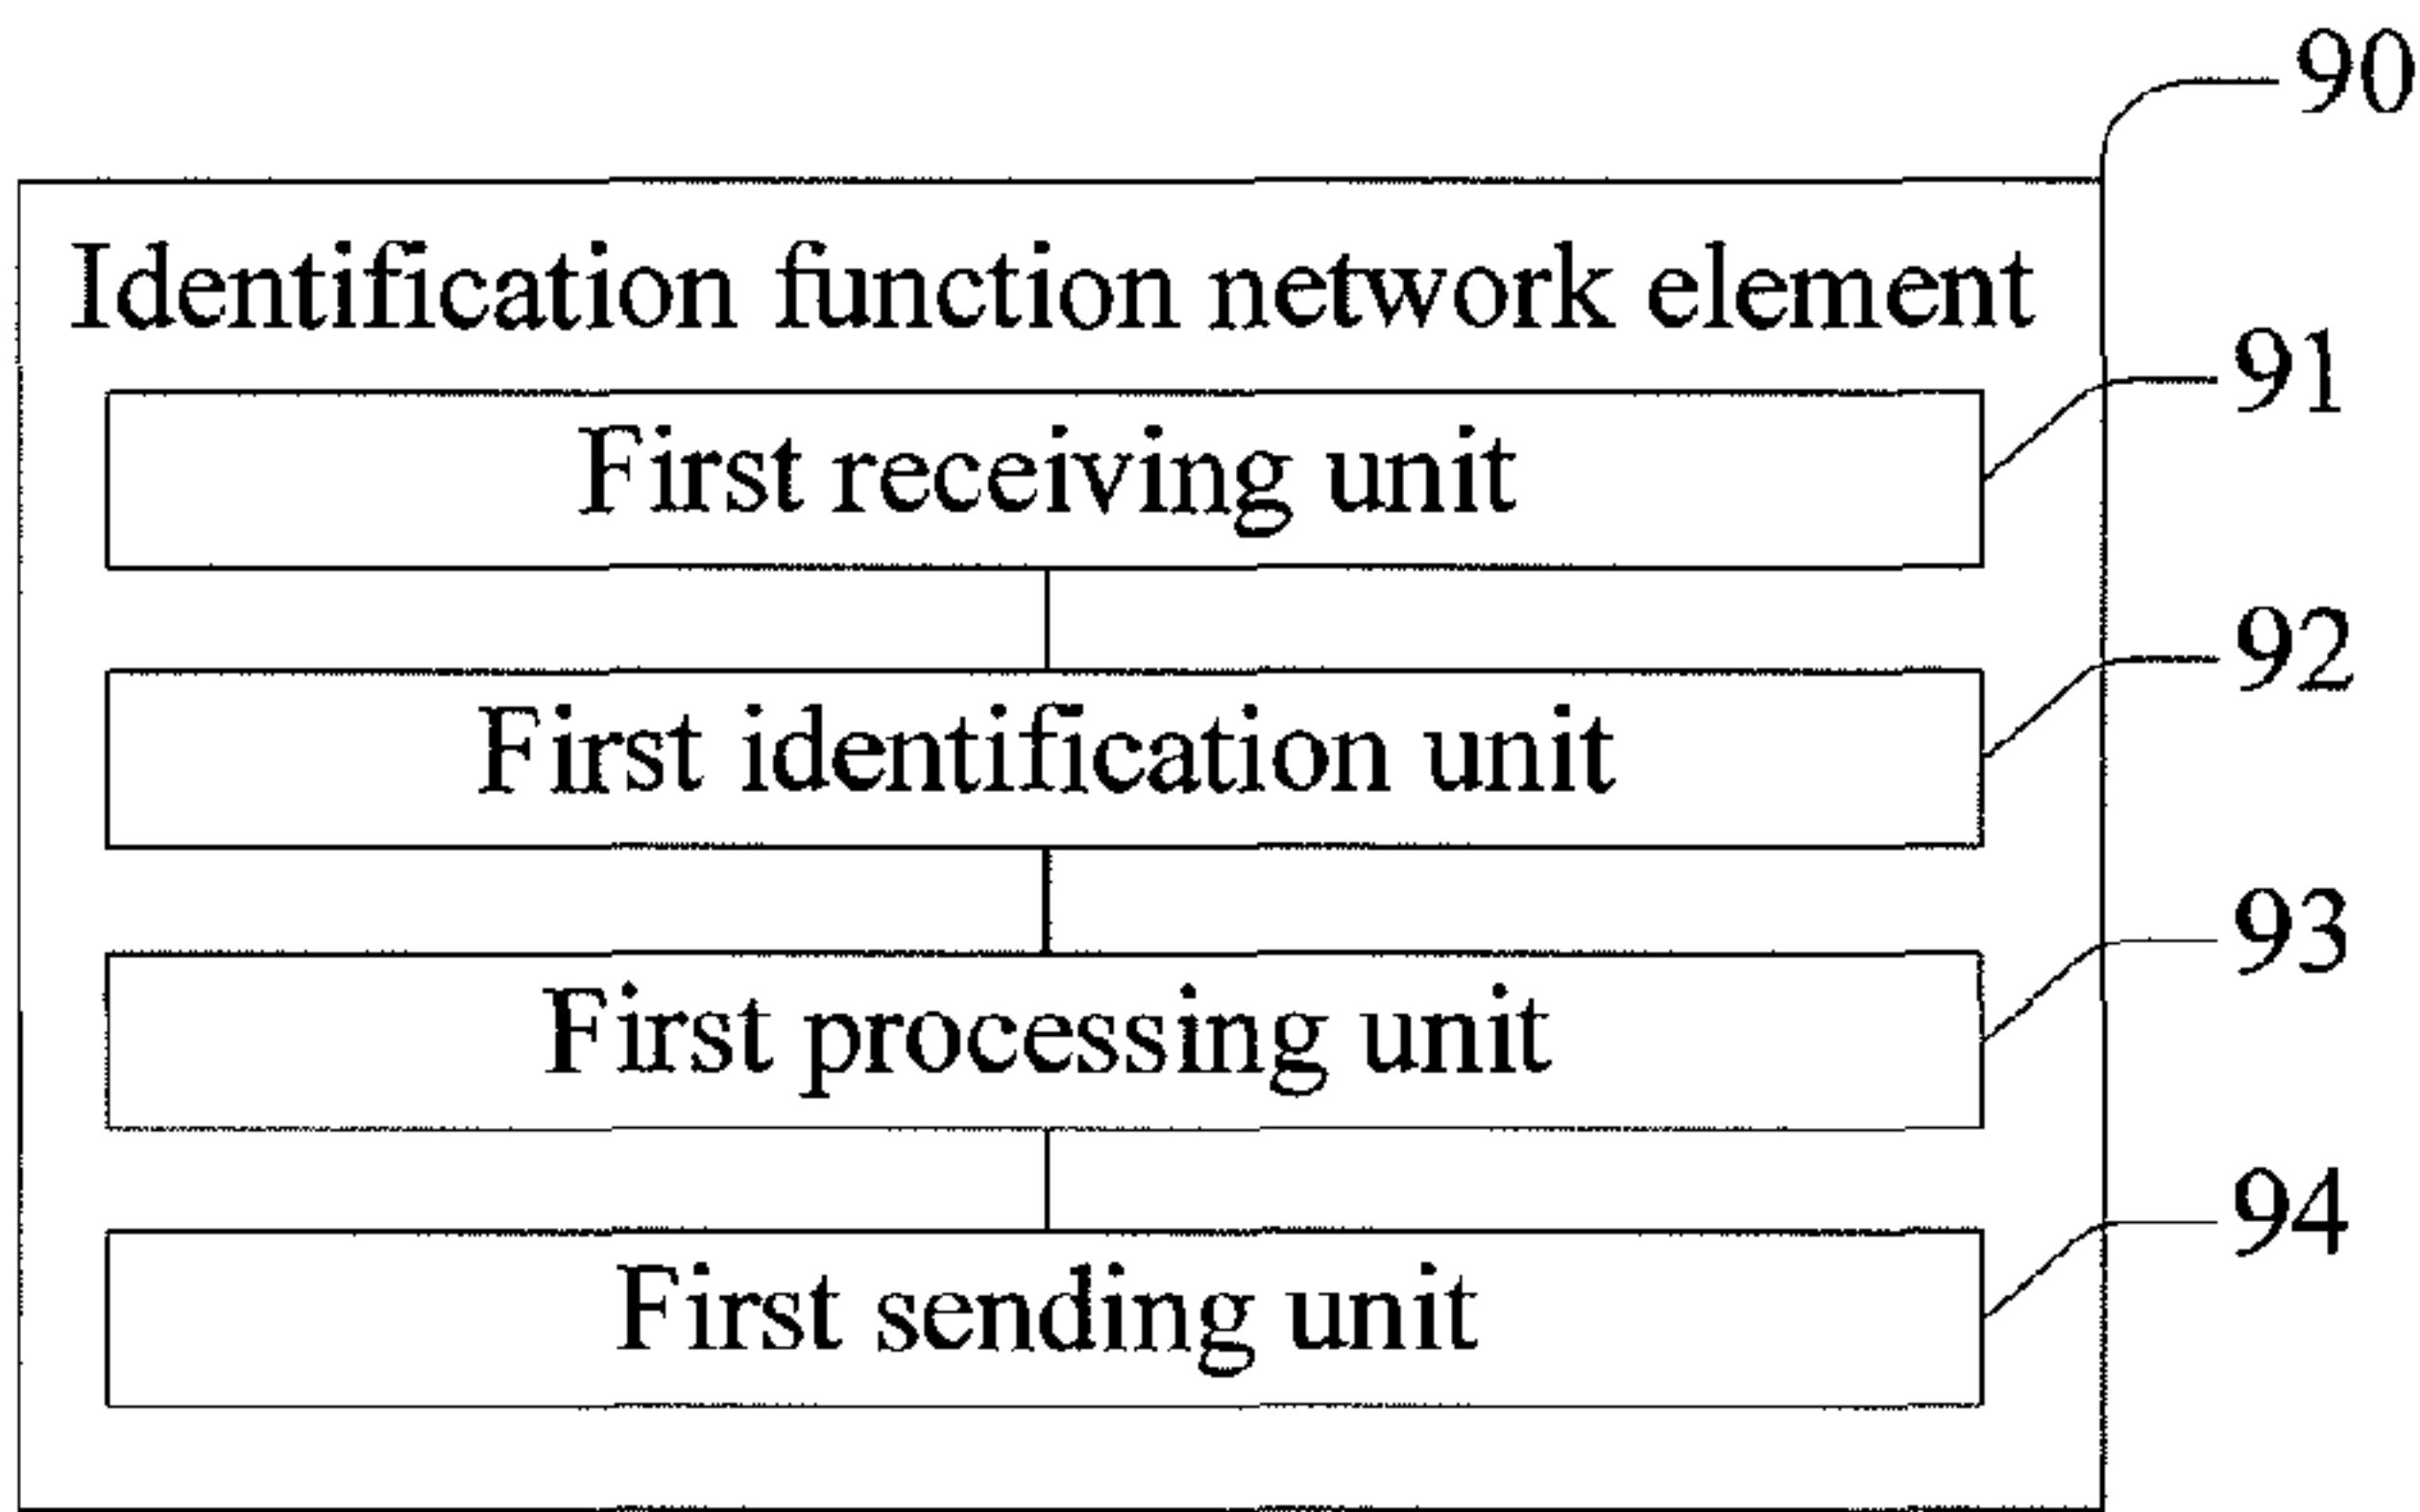 90
Identification function network element
91
First receiving unit
92
First identification unit
93
First processing unit
94
First sending unit